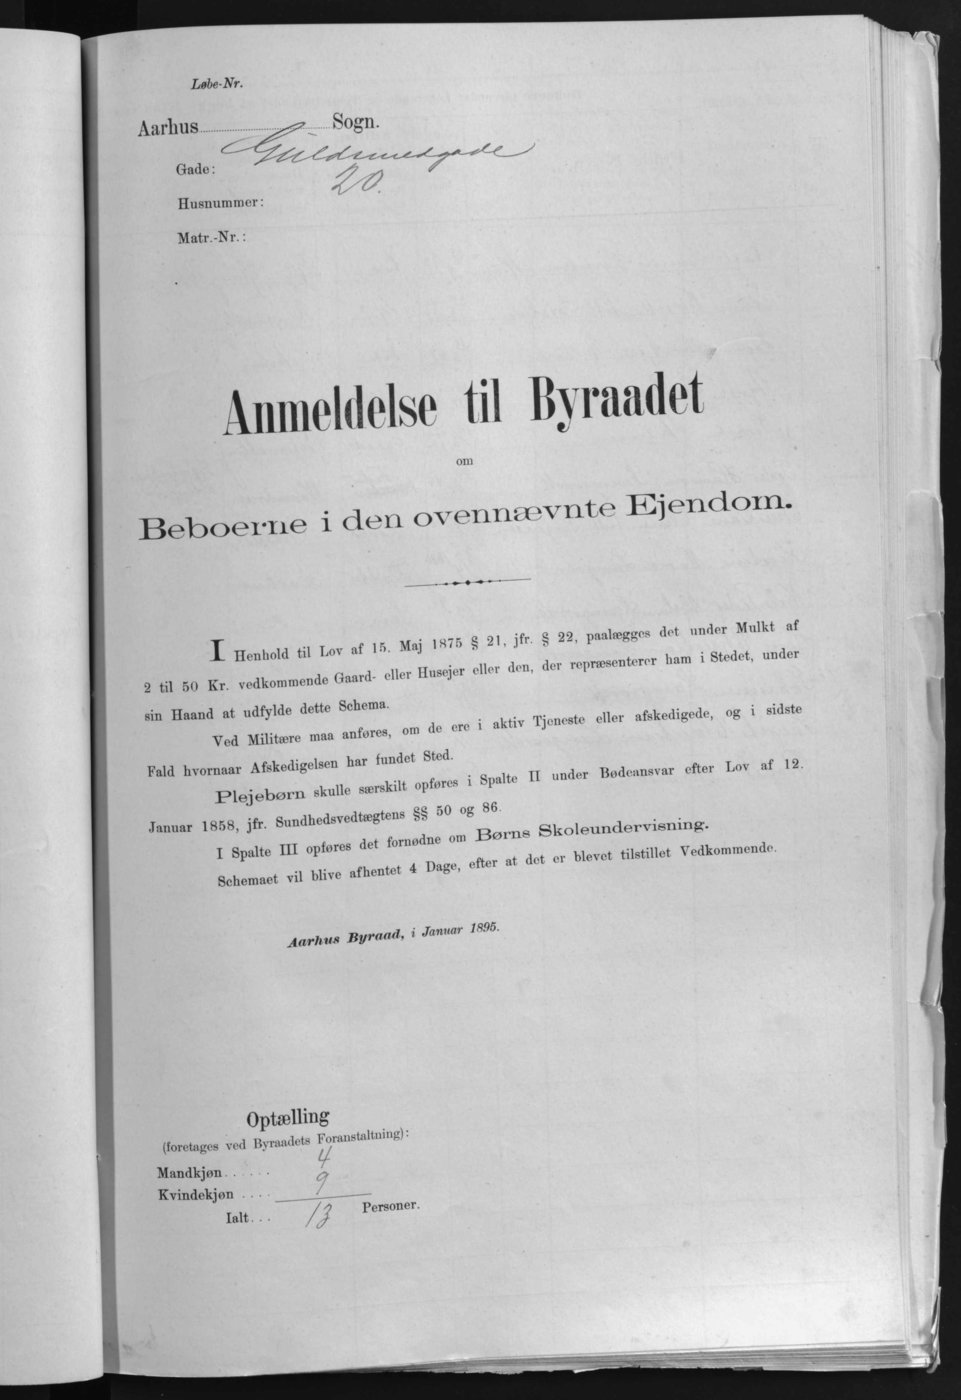 Løbe-Nr.
Aarhus Sogn.
Gade: Guldsmedgade
Husnummer: 20.
Matr.-Nr.:
Anmeldelse til Byraadet
om
Beboerne i den ovennævnte Ejendom.
I Henhold til Lov af 15. Maj 1875 § 21, jfr. § 22, paalægges det under Mulkt af
2 til 50 Kr. vedkommende Gaard- eller Husejer eller den, der repræsenterer ham i Stedet, under
sin Haand at udfylde dette Schema.
Ved Militære maa anføres, om de ere i aktiv Tjeneste eller afskedigede, og i sidste
Fald hvornaar Afskedigelsen har fundet Sted.
Plejebørn skulle særskilt opføres i Spalte II under Bødeansvar efter Lov af 12.
Januar 1858, jfr. Sundhedsvedtægtens §§ 50 og 86.
I Spalte III opføres det fornødne om Børns Skoleundervisning.
Schemaet vil blive afhentet 4 Dage, efter at det er blevet tilstillet Vedkommende.
Aarhus Byraad, i Januar 1895.
Optælling
(foretages ved Byraadets Foranstaltning):
Mandkjøn...... 4
Kvindekjøn .... 9
Ialt... 13 Personer.